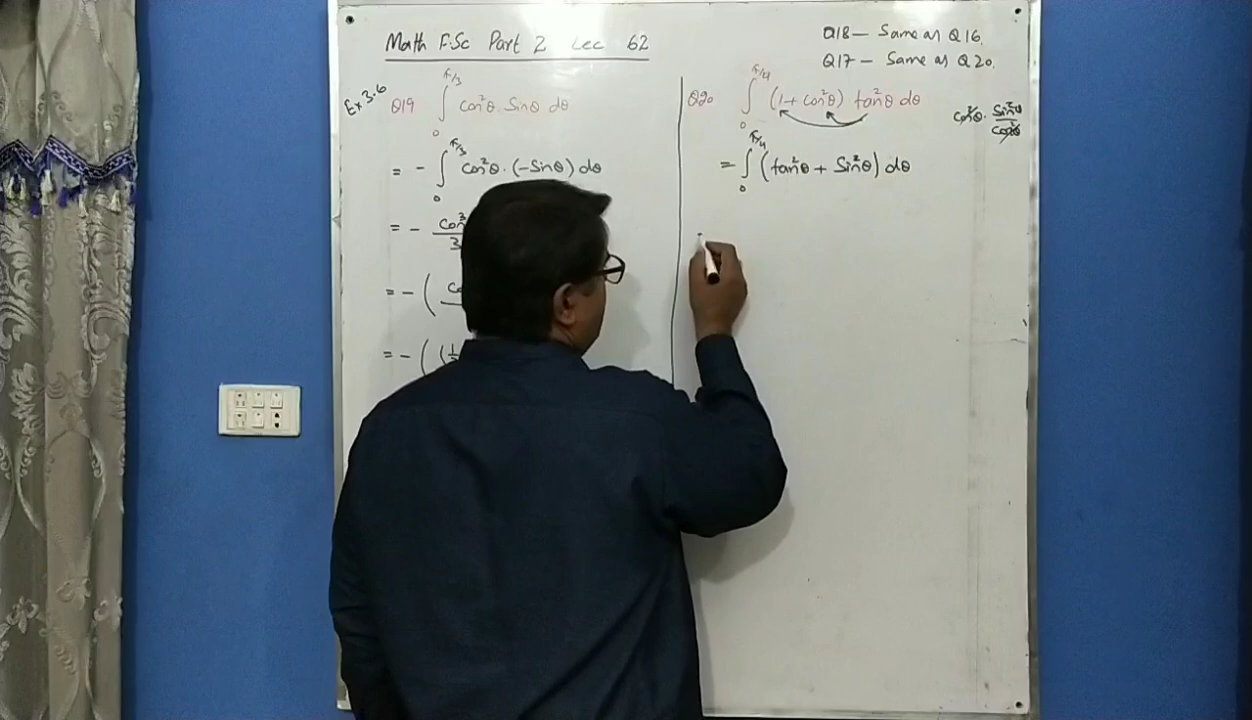 Math F.Sc Part 2 Lec 62
Q18 — Same as Q16.
Q17 — Same as Q20.
Ex 3.6
Q19 ∫₀^{π/3} cos²θ . Sinθ dθ
= - ∫₀^{π/3} cos²θ . (-Sinθ) dθ
= - cos³ / 3
= - (
= - ( (
Q20 ∫₀^{π/4} (1 + cos²θ) tan²θ dθ
cos²θ . Sin²θ / cos²θ
= ∫₀^{π/4} (tan²θ + Sin²θ) dθ